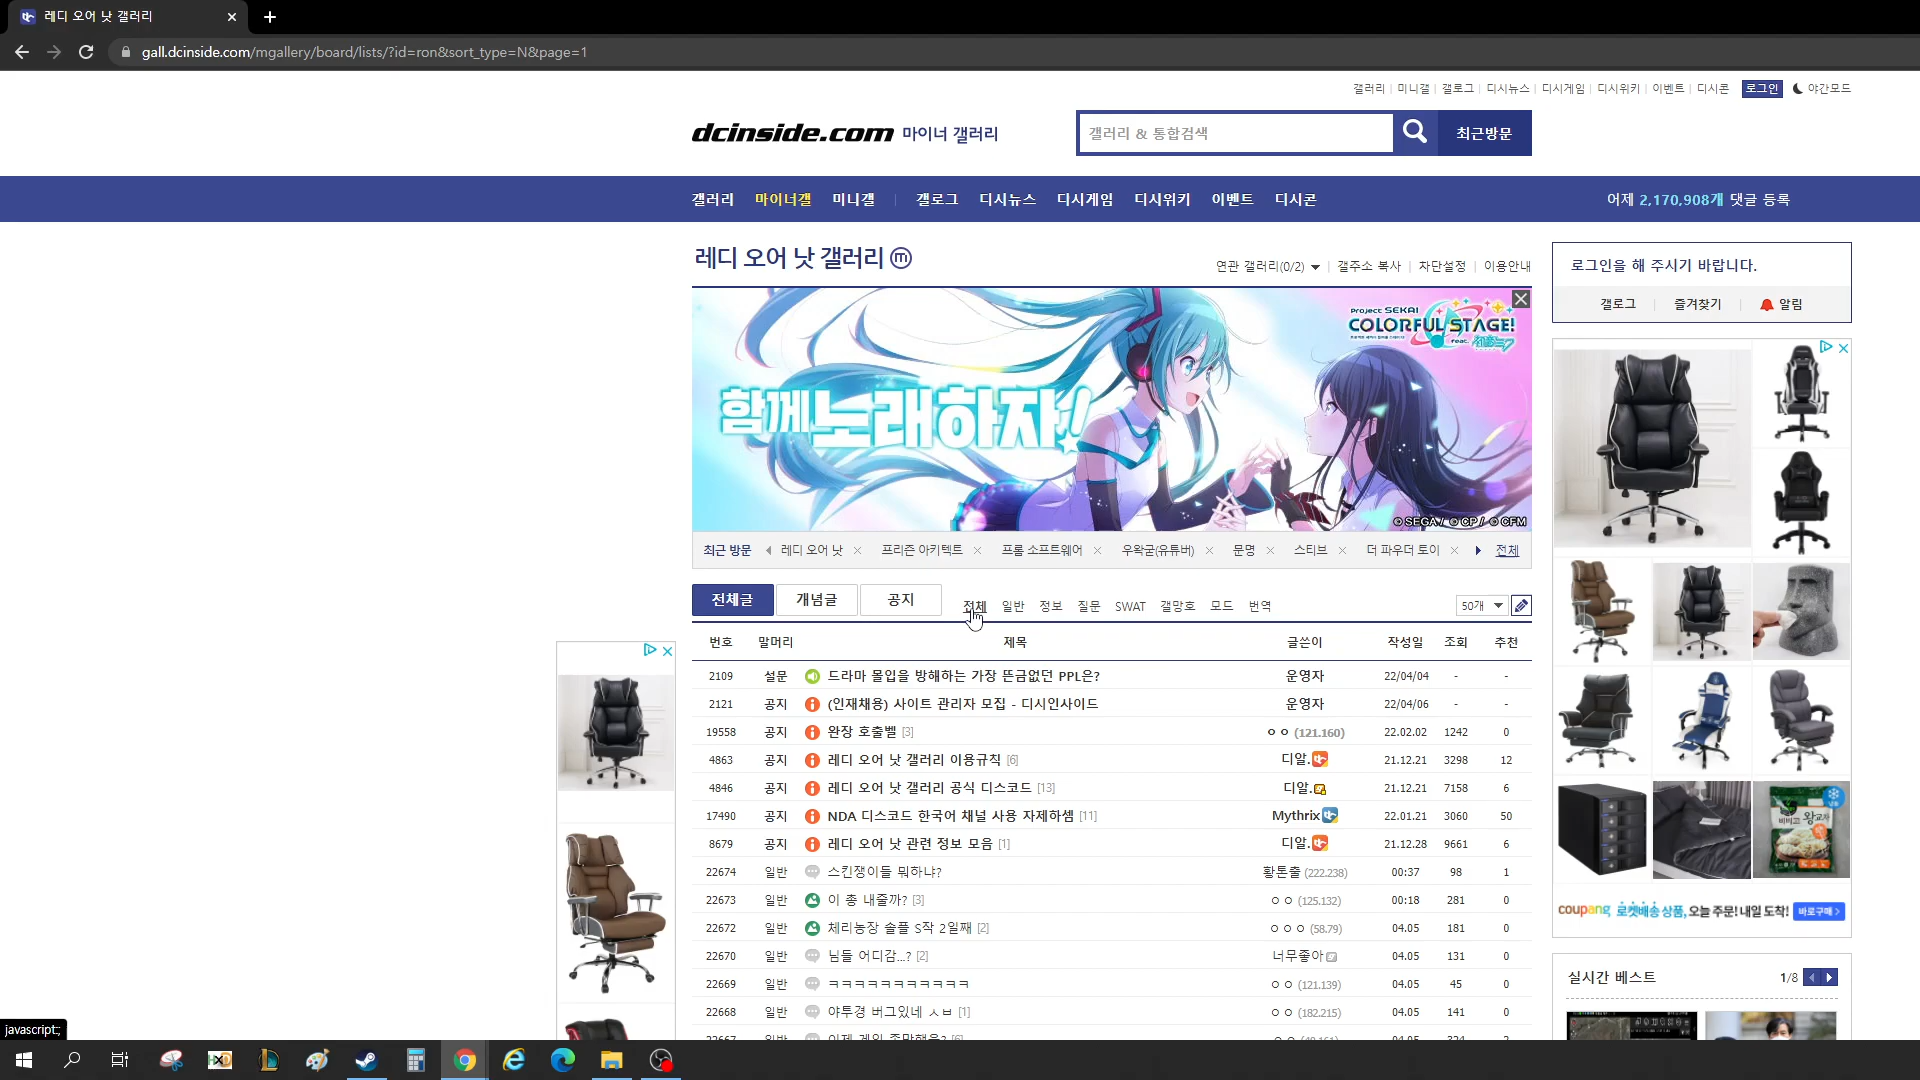 레디 오어 낫 갤러리
gall.dcinside.com/mgallery/board/lists/?id=ron&sort_type=N&page=1
갤러리 | 미니갤 | 갤로그 | 디시뉴스 | 디시게임 | 디시위키 | 이벤트 | 디시콘 로그인 야간모드
dcinside.com 마이너 갤러리
갤러리 & 통합검색
최근방문
갤러리 마이너갤 미니갤 | 갤로그 디시뉴스 디시게임 디시위키 이벤트 디시콘
어제 2,170,908개 댓글 등록
레디 오어 낫 갤러리 ⓜ
연관 갤러리(0/2) | 갤주소 복사 | 차단설정 | 이용안내
로그인을 해 주시기 바랍니다.
갤로그 | 즐겨찾기 | 알림
Project SEKAI
COLORFUL STAGE!
feat. 初音ミク
함께 노래하자!
© SEGA / © CP / © CFM
최근 방문 레디 오어 낫 × 프리즌 아키텍트 × 프롬 소프트웨어 × 우왁굳(유튜버) × 문명 × 스티브 × 더 파우더 토이 × 전체
전체글 개념글 공지 전체 일반 정보 질문 SWAT 갤망호 모드 번역 50개
번호 말머리 제목 글쓴이 작성일 조회 추천
2109 설문 드라마 몰입을 방해하는 가장 뜬금없던 PPL은? 운영자 22/04/04 - -
2121 공지 (인재채용) 사이트 관리자 모집 - 디시인사이드 운영자 22/04/06 - -
19558 공지 완장 호출벨 [3] ㅇㅇ (121.160) 22.02.02 1242 0
4863 공지 레디 오어 낫 갤러리 이용규칙 [6] 디알. 21.12.21 3298 12
4846 공지 레디 오어 낫 갤러리 공식 디스코드 [13] 디알. 21.12.21 7158 6
17490 공지 NDA 디스코드 한국어 채널 사용 자제하셈 [11] Mythrix 22.01.21 3060 50
8679 공지 레디 오어 낫 관련 정보 모음 [1] 디알. 21.12.28 9661 6
22674 일반 스킨쟁이들 뭐하냐? 황톤출 (222.238) 00:37 98 1
22673 일반 이 총 내줄까? [3] ㅇㅇ (125.132) 00:18 281 0
22672 일반 체리농장 솔플 S작 2일째 [2] ㅇㅇㅇ (58.79) 04.05 181 0
22670 일반 님들 어디감...? [2] 너무좋아 04.05 131 0
22669 일반 ㅋㅋㅋㅋㅋㅋㅋㅋㅋㅋㅋ ㅇㅇ (121.139) 04.05 45 0
22668 일반 야투경 버그있네 ㅅㅂ [1] ㅇㅇ (182.215) 04.05 141 0
비비고 왕교자
coupang 로켓배송 상품, 오늘 주문! 내일 도착! 바로구매 >
실시간 베스트 1/8
javascript:;